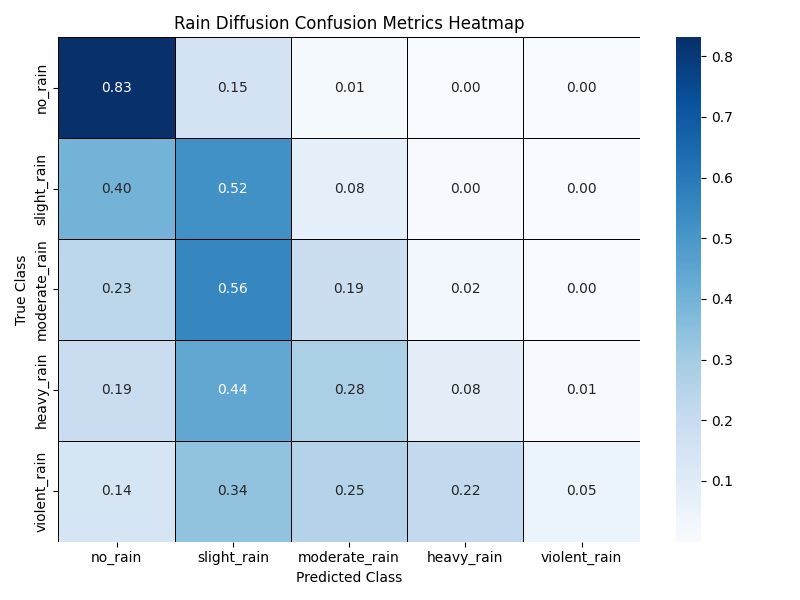 Rain Diffusion Confusion Metrics Heatmap
True Class
no_rain 0.83 0.15 0.01 0.00 0.00
slight_rain 0.40 0.52 0.08 0.00 0.00
moderate_rain 0.23 0.56 0.19 0.02 0.00
heavy_rain 0.19 0.44 0.28 0.08 0.01
violent_rain 0.14 0.34 0.25 0.22 0.05
no_rain slight_rain moderate_rain heavy_rain violent_rain
Predicted Class
0.8
0.7
0.6
0.5
0.4
0.3
0.2
0.1